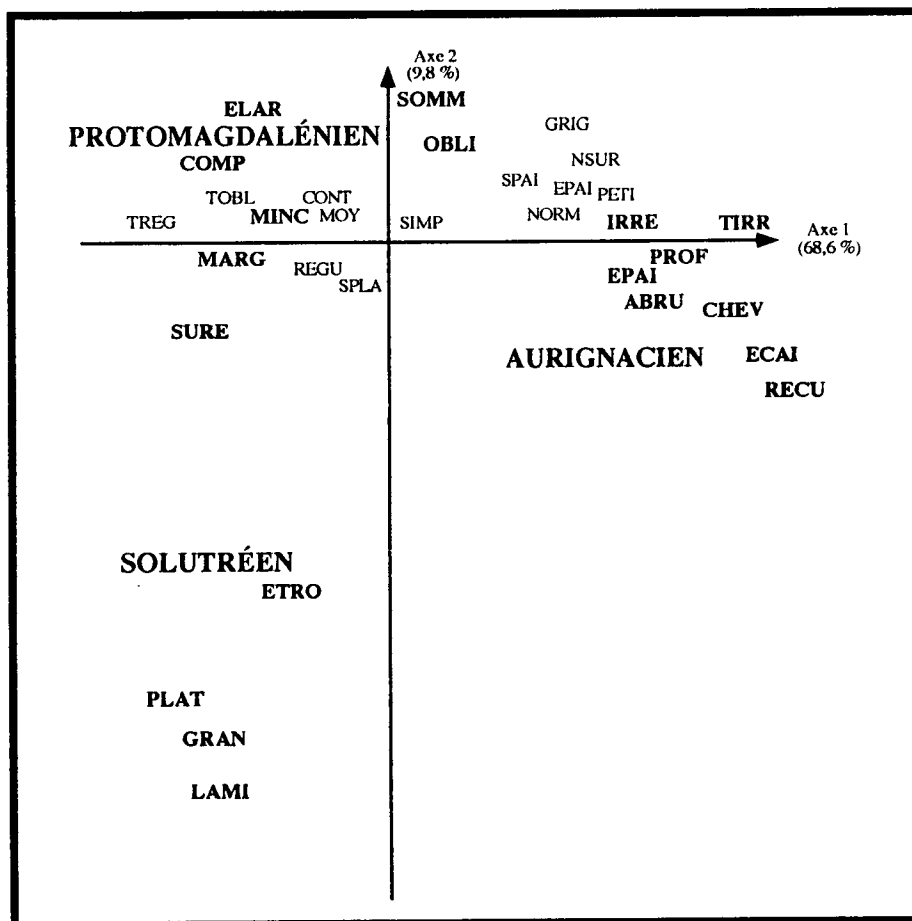 Axe 2
(9,8 %)
SOMM
ELAR
PROTOMAGDALÉNIEN
OBLI
GRIG
COMP
NSUR
SPAI
EPAI
PETI
TOBL
CONT
TREG
MINC
MOY
SIMP
NORM
IRRE
TIRR
Axe 1
(68,6 %)
MARG
REGU
SPLA
PROF
EPAI
ABRU
CHEV
SURE
AURIGNACIEN
ECAI
RECU
SOLUTRÉEN
ETRO
PLAT
GRAN
LAMI